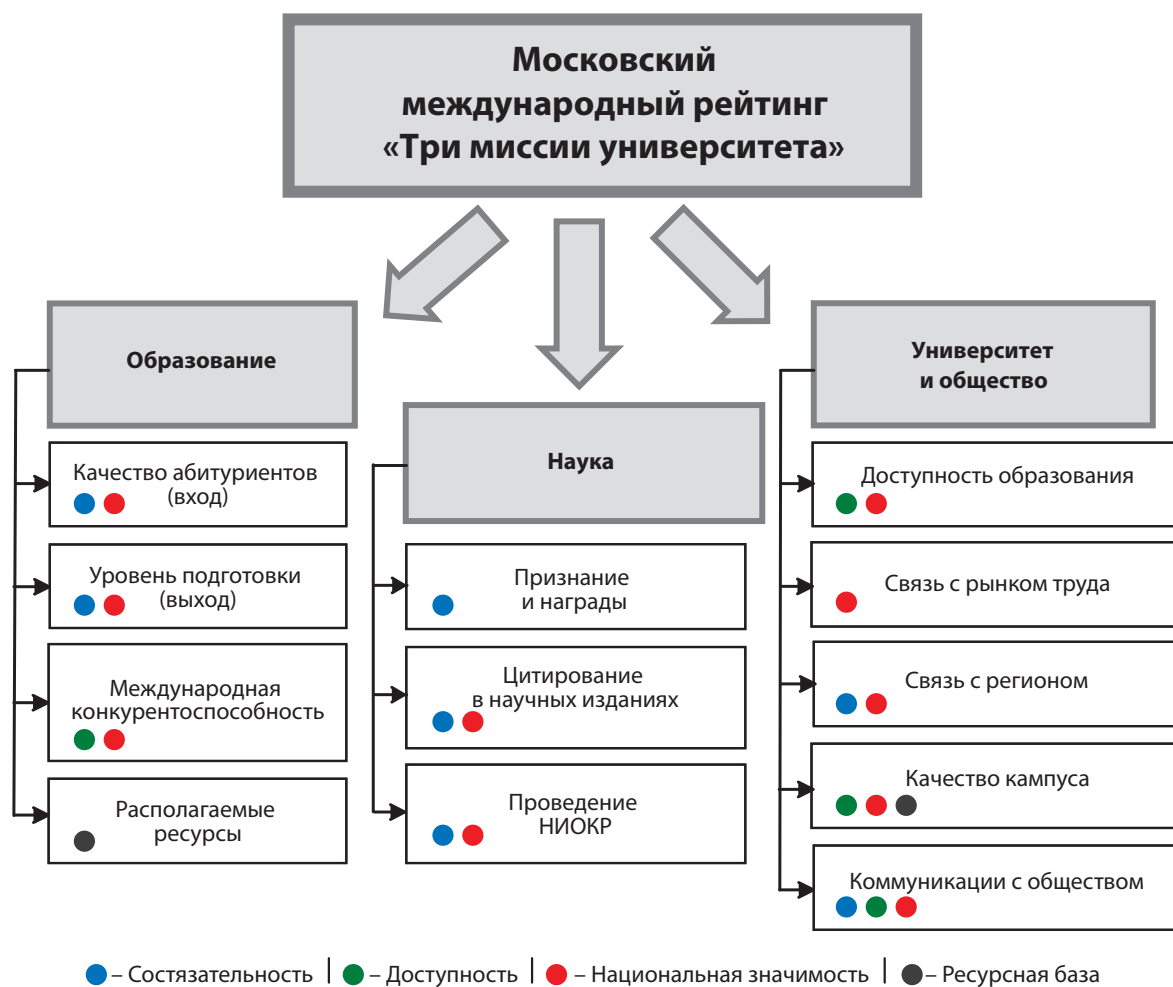 Московский
международный рейтинг
«Три миссии университета»
Образование
Качество абитуриентов
(вход)
Уровень подготовки
(выход)
Международная
конкурентоспособность
Располагаемые
ресурсы
Наука
Признание
и награды
Цитирование
в научных изданиях
Проведение
НИОКР
Университет
и общество
Доступность образования
Связь с рынком труда
Связь с регионом
Качество кампуса
Коммуникации с обществом
– Состязательность | – Доступность | – Национальная значимость | – Ресурсная база